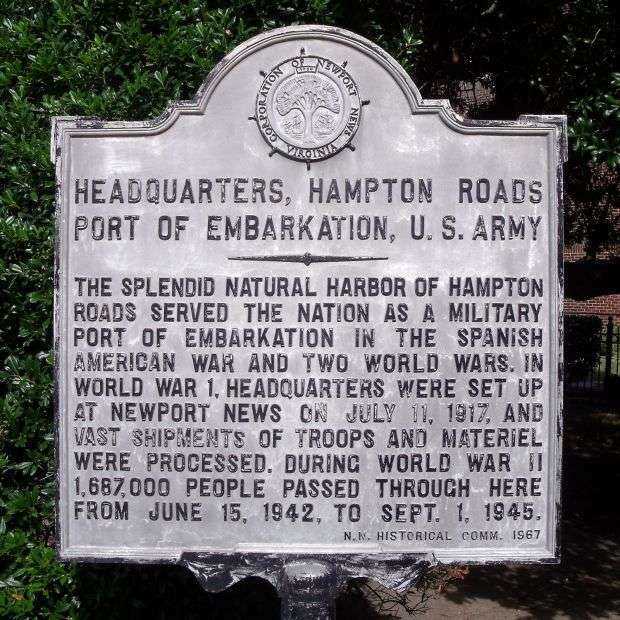 CORPORATION OF NEWPORT NEWS VIRGINIA
HEADQUARTERS, HAMPTON ROADS
PORT OF EMBARKATION, U. S. ARMY
THE SPLENDID NATURAL HARBOR OF HAMPTON
ROADS SERVED THE NATION AS A MILITARY
PORT OF EMBARKATION IN THE SPANISH
AMERICAN WAR AND TWO WORLD WARS. IN
WORLD WAR 1, HEADQUARTERS WERE SET UP
AT NEWPORT NEWS ON JULY 11, 1917, AND
VAST SHIPMENTS OF TROOPS AND MATERIEL
WERE PROCESSED. DURING WORLD WAR II
1,687,000 PEOPLE PASSED THROUGH HERE
FROM JUNE 15, 1942, TO SEPT. 1, 1945.
N.N. HISTORICAL COMM. 1967